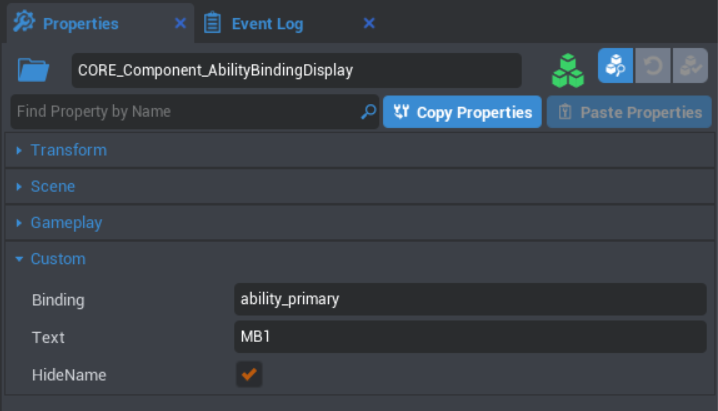 Properties
Event Log
CORE_Component_AbilityBindingDisplay
Find Property by Name
Copy Properties
Paste Properties
Transform
Scene
Gameplay
Custom
Binding ability_primary
Text MB1
HideName